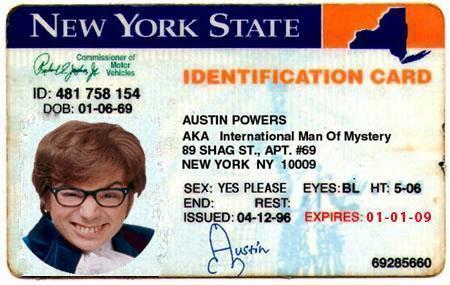 NEW YORK STATE
Commissioner of
Motor
Vehicles
IDENTIFICATION CARD
ID: 481 758 154
DOB: 01-06-69
AUSTIN POWERS
AKA International Man Of Mystery
89 SHAG ST., APT. #69
NEW YORK NY 10009
SEX: YES PLEASE EYES:BL HT: 5-06
END: REST:
ISSUED: 04-12-96 EXPIRES: 01-01-09
Austin
69285660